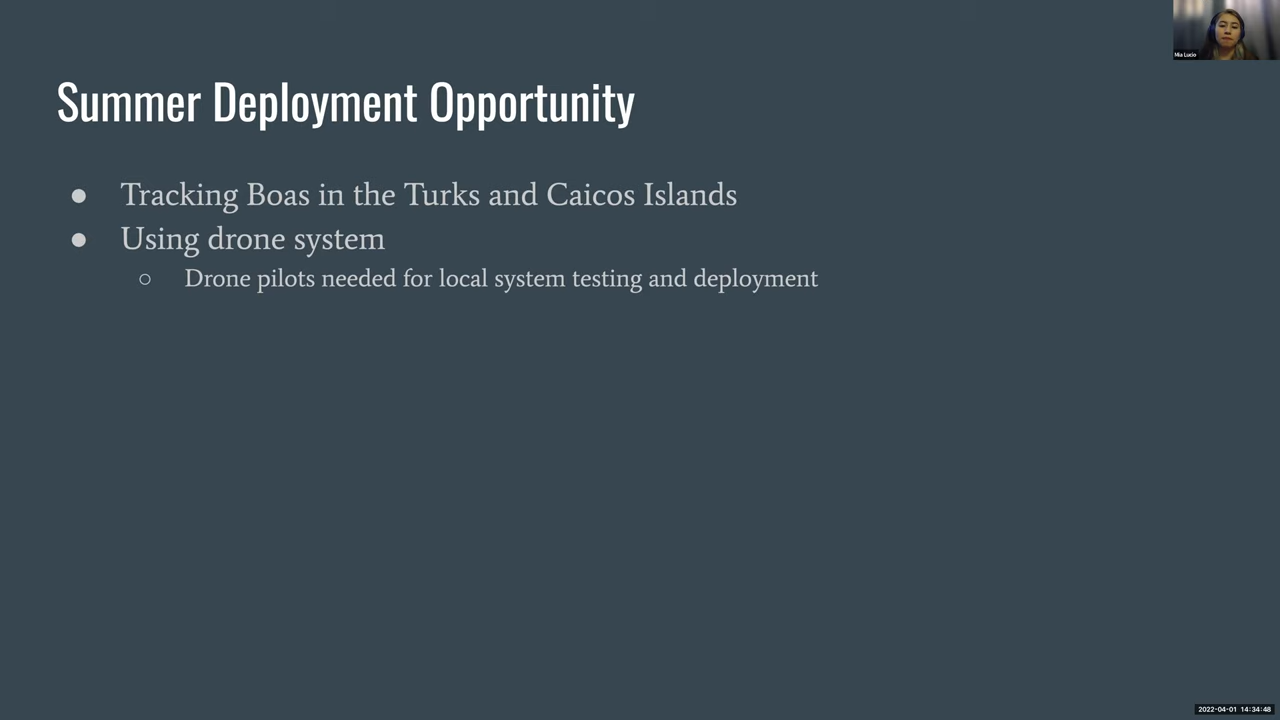 Mia Lucio
Summer Deployment Opportunity
● Tracking Boas in the Turks and Caicos Islands
● Using drone system
○ Drone pilots needed for local system testing and deployment
2022-04-01 14:34:48